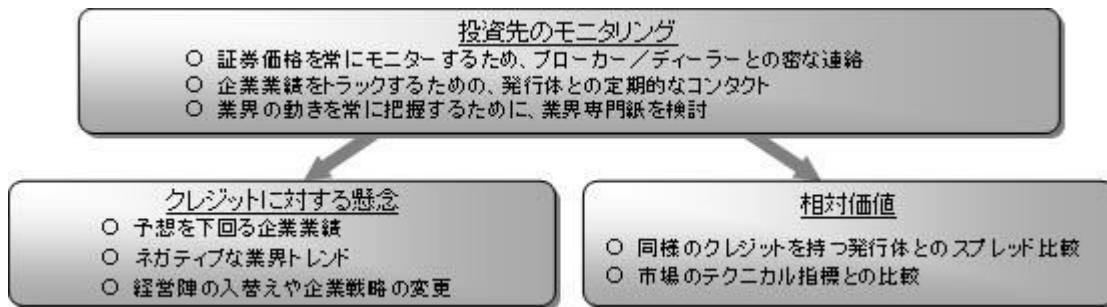 投資先のモニタリング
○ 証券価格を常にモニターするため、ブローカー／ディーラーとの密な連絡
○ 企業業績をトラックするための、発行体との定期的なコンタクト
○ 業界の動きを常に把握するために、業界専門紙を検討
クレジットに対する懸念
○ 予想を下回る企業業績
○ ネガティブな業界トレンド
○ 経営陣の入替えや企業戦略の変更
相対価値
○ 同様のクレジットを持つ発行体とのスプレッド比較
○ 市場のテクニカル指標との比較